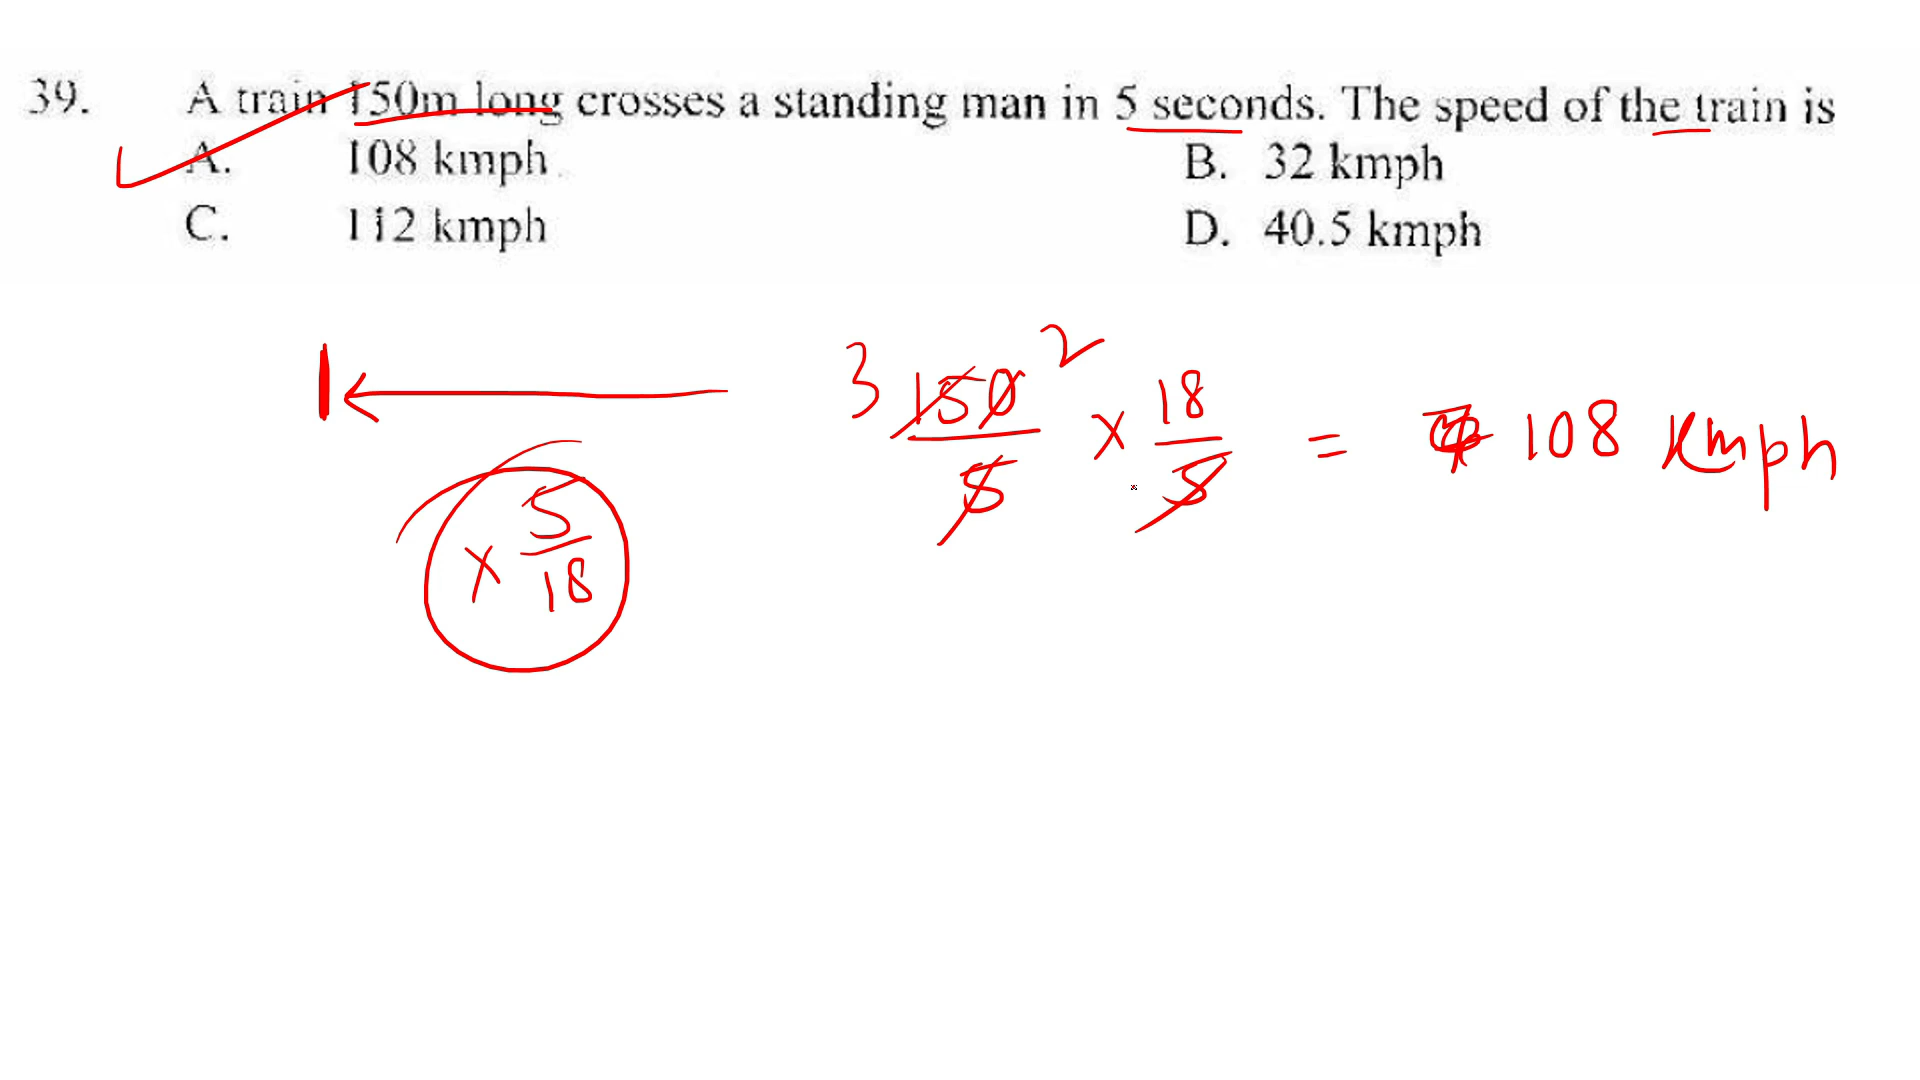 39. A train 150m long crosses a standing man in 5 seconds. The speed of the train is
A. 108 kmph B. 32 kmph
C. 112 kmph D. 40.5 kmph
3 150 2 × 18 = 108 kmph
5 5
× 5
18